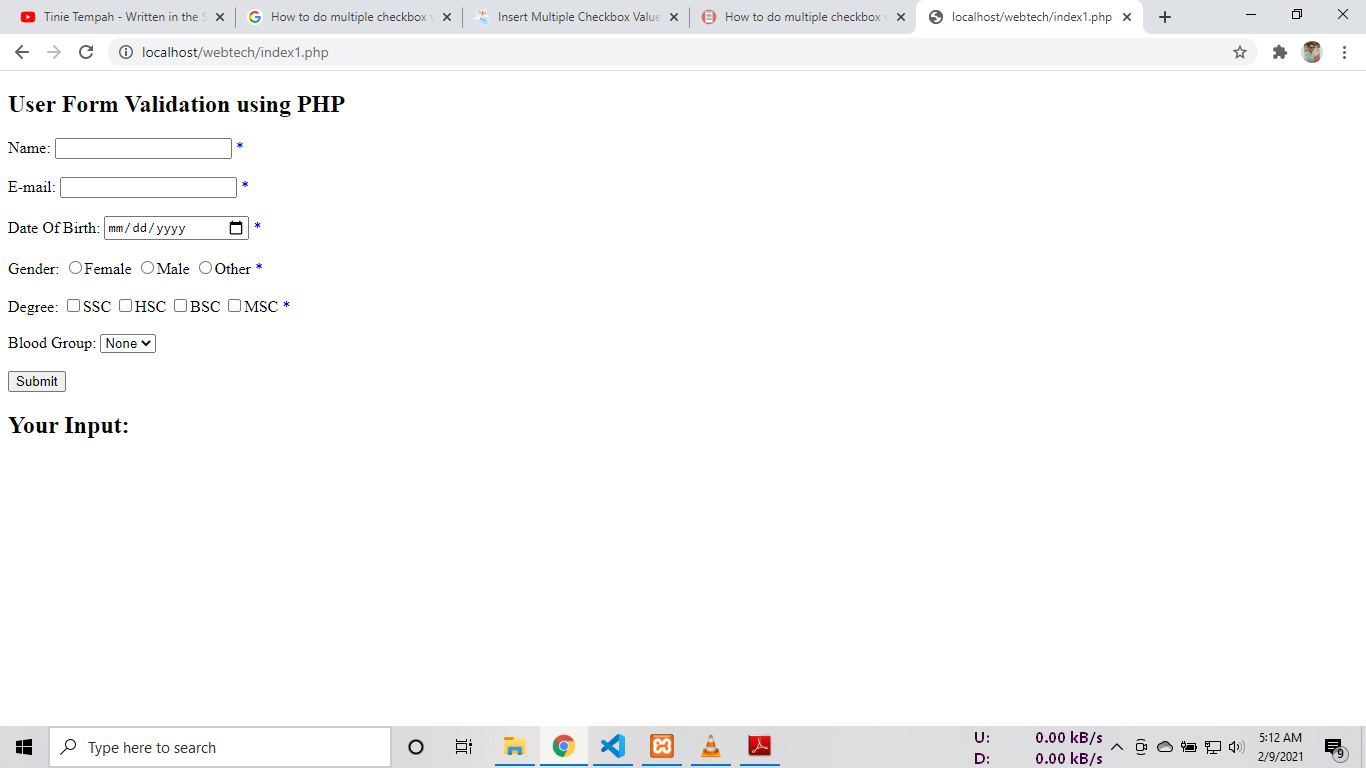 Tinie Tempah - Written in the S
How to do multiple checkbox v
Insert Multiple Checkbox Value
How to do multiple checkbox v
localhost/webtech/index1.php
localhost/webtech/index1.php
User Form Validation using PHP
Name: *
E-mail: *
Date Of Birth: mm/dd/yyyy *
Gender: Female Male Other *
Degree: SSC HSC BSC MSC *
Blood Group: None
Submit
Your Input:
Type here to search
U: 0.00 kB/s
D: 0.00 kB/s
5:12 AM
2/9/2021
9